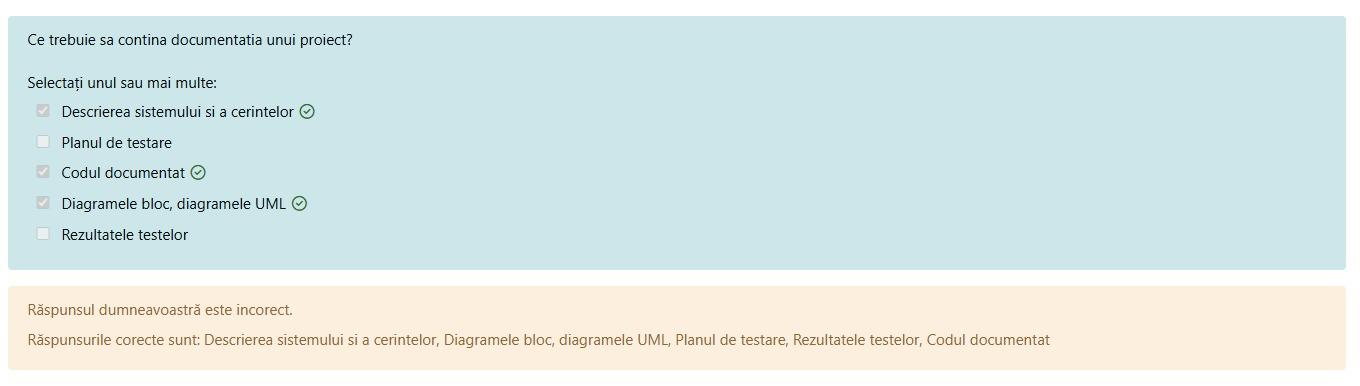 Ce trebuie sa contina documentatia unui proiect?
Selectați unul sau mai multe:
Descrierea sistemului si a cerintelor
Planul de testare
Codul documentat
Diagramele bloc, diagramele UML
Rezultatele testelor
Răspunsul dumneavoastră este incorect.
Răspunsurile corecte sunt: Descrierea sistemului si a cerintelor, Diagramele bloc, diagramele UML, Planul de testare, Rezultatele testelor, Codul documentat